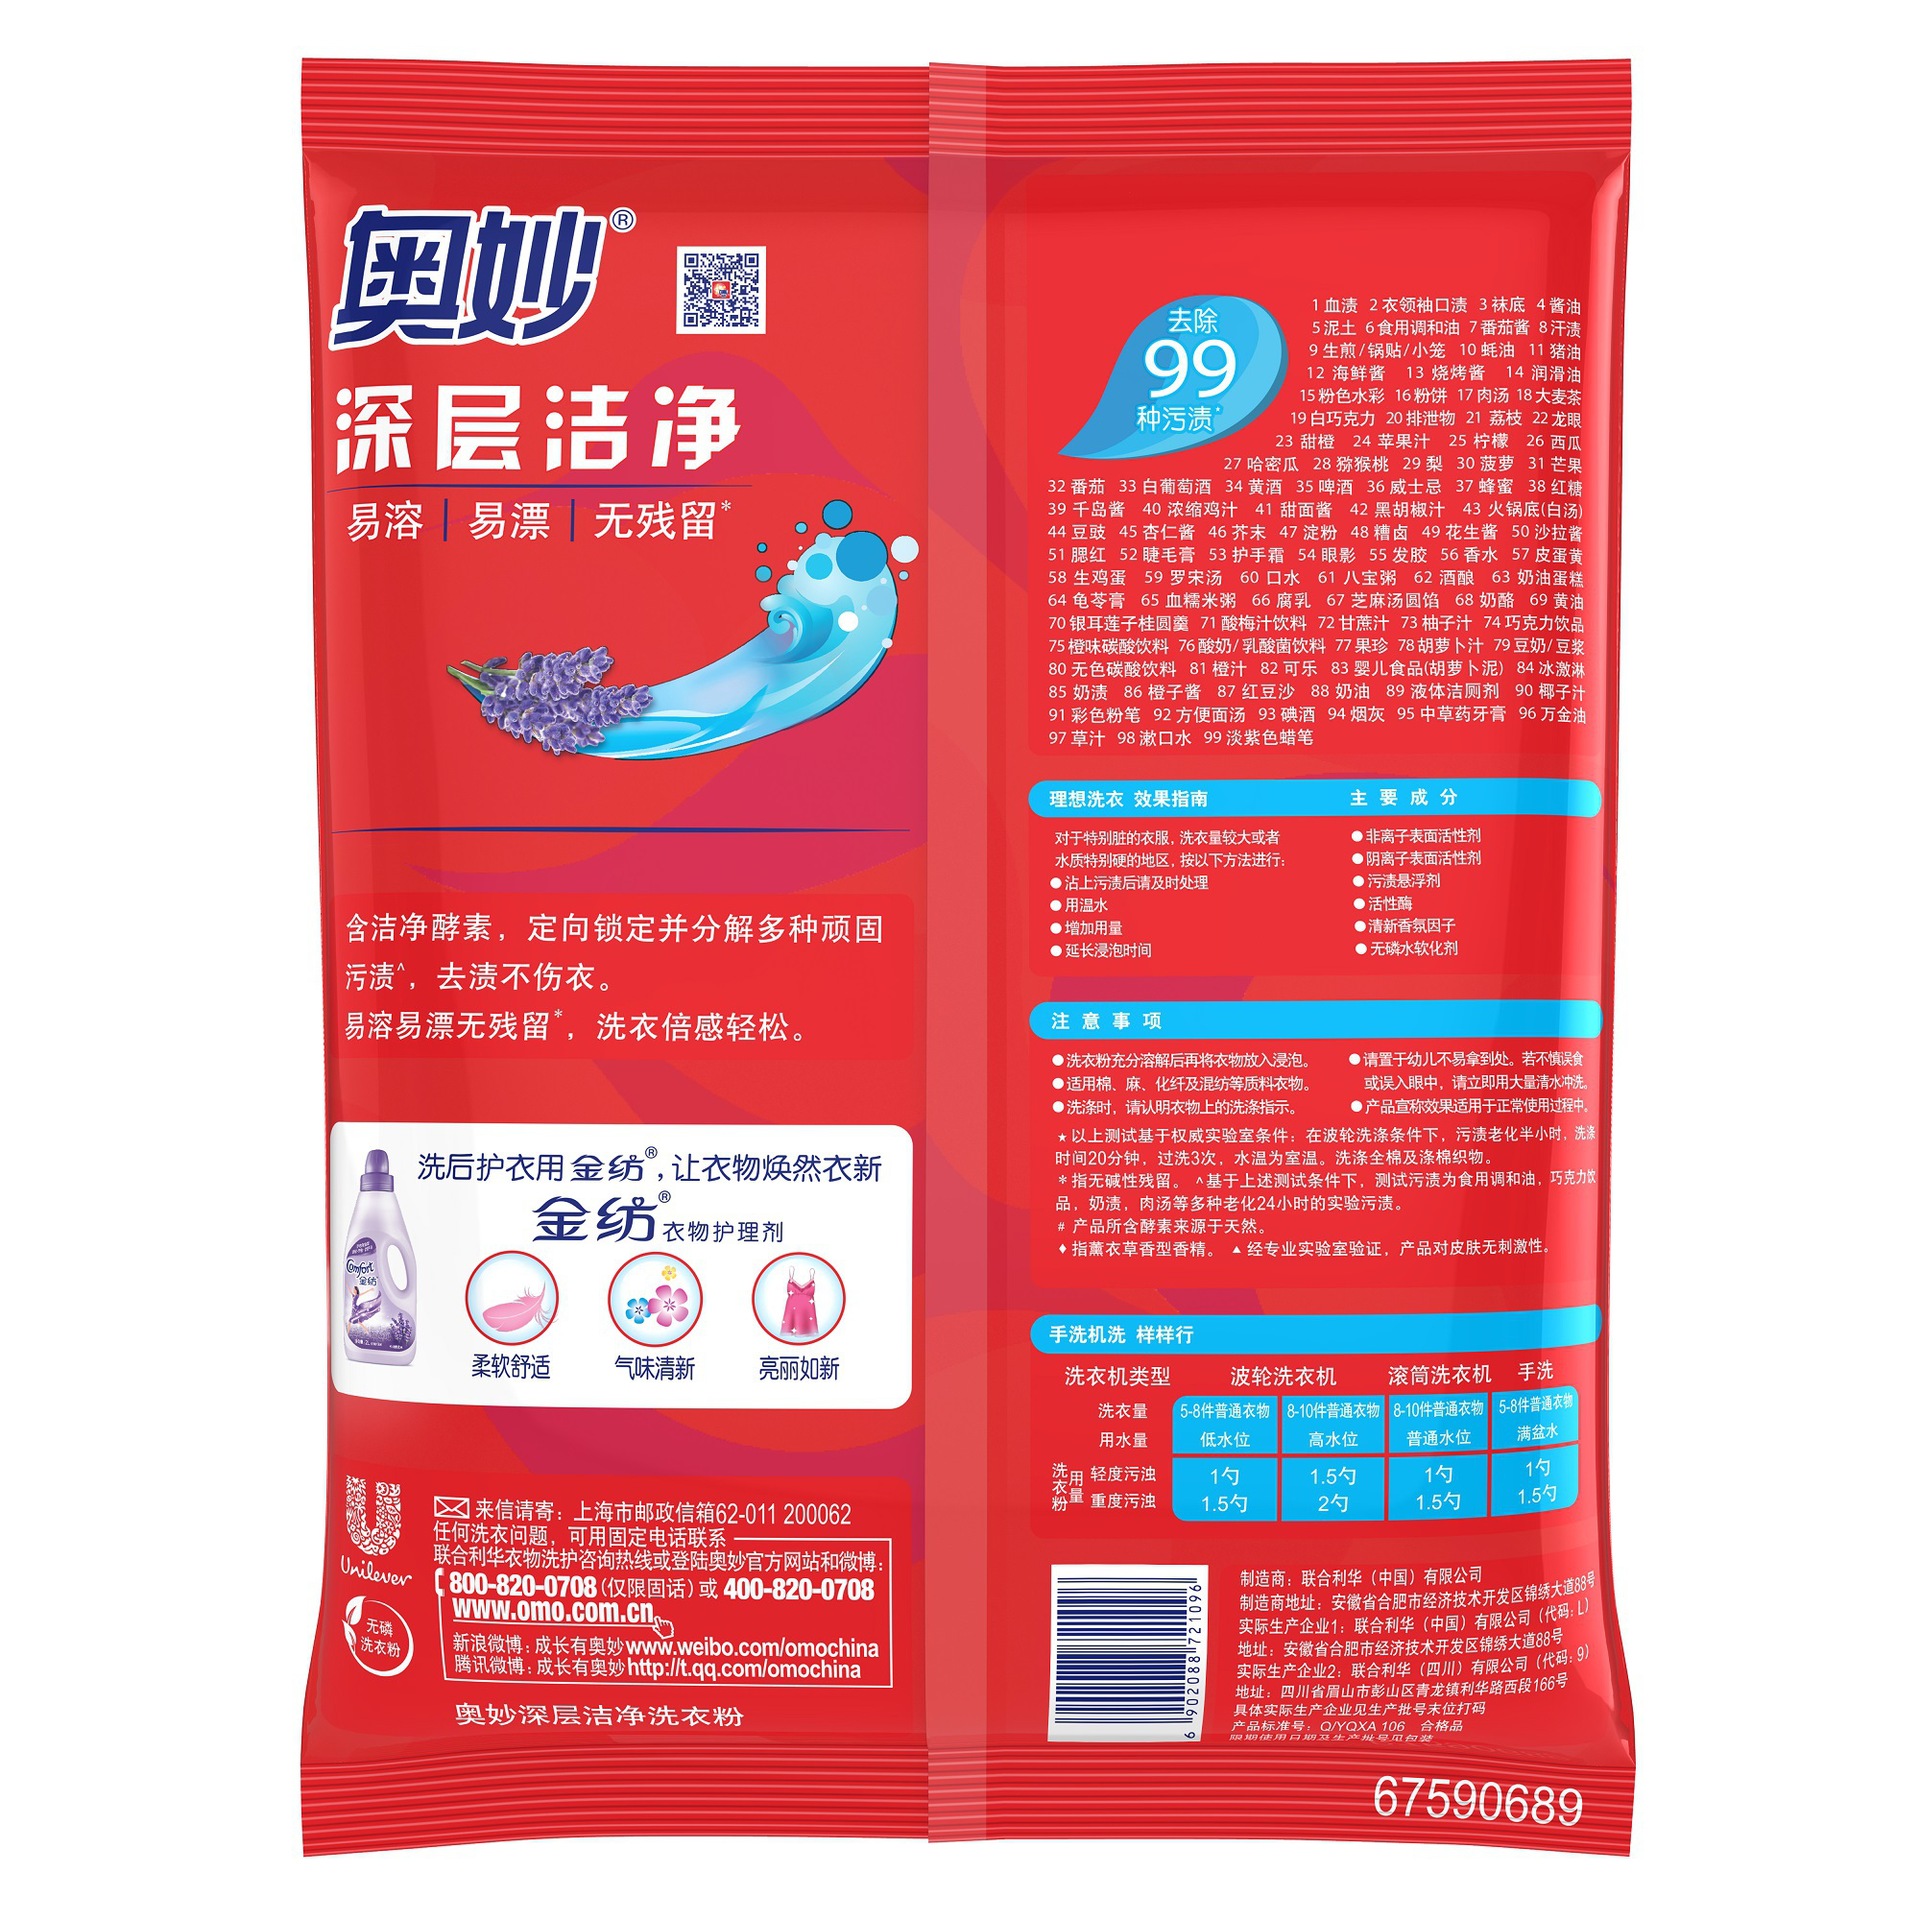 奥妙®
深层洁净
易溶 | 易漂 | 无残留*
含洁净酵素，定向锁定并分解多种顽固
污渍^，去渍不伤衣。
易溶易漂无残留*，洗衣倍感轻松。
洗后护衣用金纺®,让衣物焕然衣新
金纺®衣物护理剂
Comfort
金纺
柔软舒适 气味清新 亮丽如新
Unilever
无磷
洗衣粉
来信请寄：上海市邮政信箱62-011 200062
任何洗衣问题，可用固定电话联系
联合利华衣物洗护咨询热线或登陆奥妙官方网站和微博:
800-820-0708(仅限固话)或 400-820-0708
www.omo.com.cn
新浪微博: 成长有奥妙www.weibo.com/omochina
腾讯微博: 成长有奥妙http://t.qq.com/omochina
奥妙深层洁净洗衣粉
去除
99
种污渍*
1 血渍 2 衣领袖口渍 3 袜底 4 酱油
5 泥土 6 食用调和油 7 番茄酱 8 汗渍
9 生煎/锅贴/小笼 10 蚝油 11 猪油
12 海鲜酱 13 烧烤酱 14 润滑油
15 粉色水彩 16 粉饼 17 肉汤 18 大麦茶
19 白巧克力 20 排泄物 21 荔枝 22 龙眼
23 甜橙 24 苹果汁 25 柠檬 26 西瓜
27 哈密瓜 28 猕猴桃 29 梨 30 菠萝 31 芒果
32 番茄 33 白葡萄酒 34 黄酒 35 啤酒 36 威士忌 37 蜂蜜 38 红糖
39 千岛酱 40 浓缩鸡汁 41 甜面酱 42 黑胡椒汁 43 火锅底(白汤)
44 豆豉 45 杏仁酱 46 芥末 47 淀粉 48 糟卤 49 花生酱 50 沙拉酱
51 腮红 52 睫毛膏 53 护手霜 54 眼影 55 发胶 56 香水 57 皮蛋黄
58 生鸡蛋 59 罗宋汤 60 口水 61 八宝粥 62 酒酿 63 奶油蛋糕
64 龟苓膏 65 血糯米粥 66 腐乳 67 芝麻汤圆馅 68 奶酪 69 黄油
70 银耳莲子桂圆羹 71 酸梅汁饮料 72 甘蔗汁 73 柚子汁 74 巧克力饮品
75 橙味碳酸饮料 76 酸奶/乳酸菌饮料 77 果珍 78 胡萝卜汁 79 豆奶/豆浆
80 无色碳酸饮料 81 橙汁 82 可乐 83 婴儿食品(胡萝卜泥) 84 冰激淋
85 奶渍 86 橙子酱 87 红豆沙 88 奶油 89 液体洁厕剂 90 椰子汁
91 彩色粉笔 92 方便面汤 93 碘酒 94 烟灰 95 中草药牙膏 96 万金油
97 草汁 98 漱口水 99 淡紫色蜡笔
理想洗衣 效果指南
对于特别脏的衣服, 洗衣量较大或者
水质特别硬的地区, 按以下方法进行:
●沾上污渍后请及时处理
●用温水
●增加用量
●延长浸泡时间
主要成分
●非离子表面活性剂
●阴离子表面活性剂
●污渍悬浮剂
●活性酶
●清新香氛因子
●无磷水软化剂
注意事项
●洗衣粉充分溶解后再将衣物放入浸泡。
●适用棉、麻、化纤及混纺等质料衣物。
●洗涤时，请认明衣物上的洗涤指示。
●请置于幼儿不易拿到处。若不慎误食
或误入眼中，请立即用大量清水冲洗。
●产品宣称效果适用于正常使用过程中。
★以上测试基于权威实验室条件：在波轮洗涤条件下，污渍老化半小时，洗涤
时间20分钟，过洗3次，水温为室温。洗涤全棉及涤棉织物。
*指无碱性残留。 ^基于上述测试条件下，测试污渍为食用调和油，巧克力饮
品，奶渍，肉汤等多种老化24小时的实验污渍。
# 产品所含酵素来源于天然。
♦指薰衣草香型香精。 ▲经专业实验室验证，产品对皮肤无刺激性。
手洗机洗 样样行
洗衣机类型 波轮洗衣机 滚筒洗衣机 手洗
洗衣量 5-8件普通衣物 8-10件普通衣物 8-10件普通衣物 5-8件普通衣物
用水量 低水位 高水位 普通水位 满盆水
洗衣粉用量
轻度污浊 1勺 1.5勺 1勺 1勺
重度污浊 1.5勺 2勺 1.5勺 1.5勺
6 902088 721096
制造商：联合利华（中国）有限公司
制造商地址：安徽省合肥市经济技术开发区锦绣大道88号
实际生产企业1：联合利华（中国）有限公司（代码: L）
地址：安徽省合肥市经济技术开发区锦绣大道88号
实际生产企业2：联合利华（四川）有限公司（代码: 9）
地址：四川省眉山市彭山区青龙镇利华路西段166号
具体实际生产企业见生产批号末位打码
产品标准号：Q/YQXA 106 合格品
限期使用日期及生产批号见包装
67590689